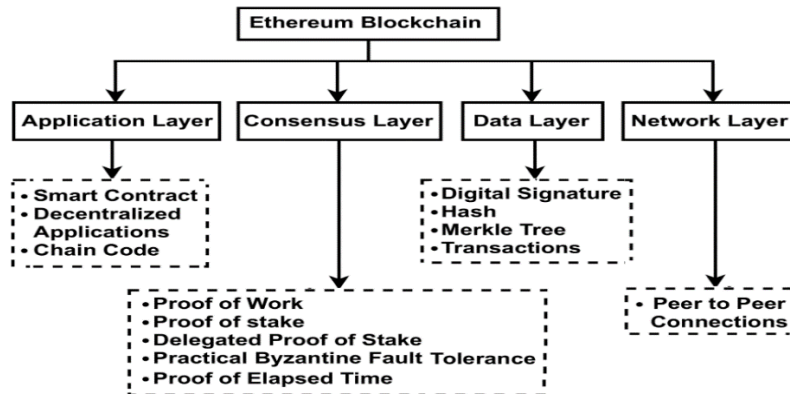 Ethereum Blockchain
Application Layer
Consensus Layer
Data Layer
Network Layer
• Smart Contract
• Decentralized
Applications
• Chain Code
• Digital Signature
• Hash
• Merkle Tree
• Transactions
• Proof of Work
• Proof of stake
• Delegated Proof of Stake
• Practical Byzantine Fault Tolerance
• Proof of Elapsed Time
• Peer to Peer
Connections